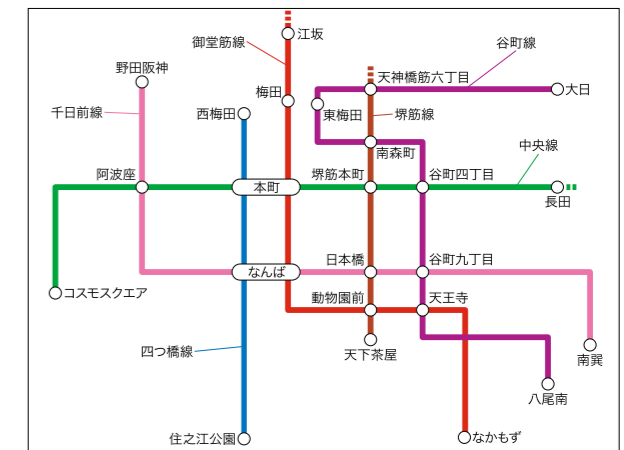 江坂
御堂筋線
谷町線
野田阪神
天神橋筋六丁目
梅田
大日
千日前線
西梅田
東梅田
堺筋線
南森町
中央線
阿波座
本町
堺筋本町
谷町四丁目
長田
日本橋
谷町九丁目
なんば
コスモスクエア
動物園前
天王寺
四つ橋線
天下茶屋
南巽
八尾南
住之江公園
なかもず